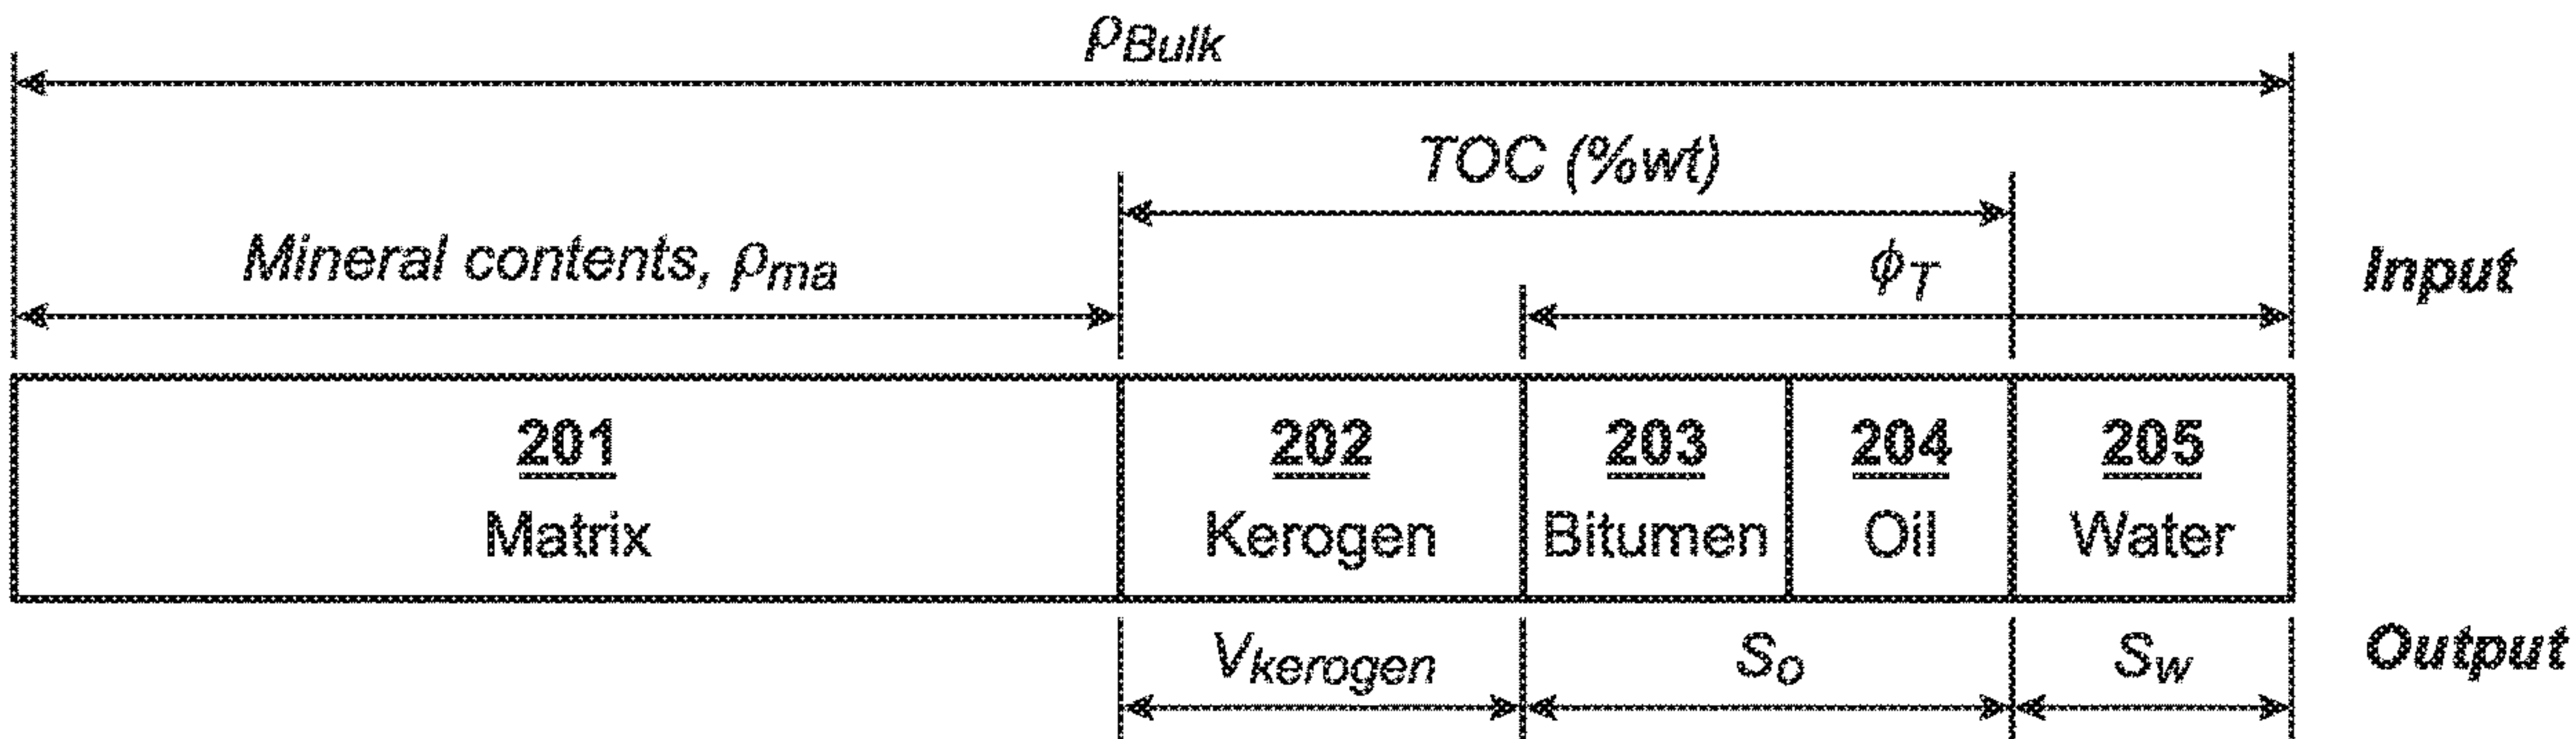 ρBulk
TOC (%wt)
Mineral contents, ρma
ϕT
Input
201
Matrix
202
Kerogen
203
Bitumen
204
Oil
205
Water
Vkerogen
So
Sw
Output